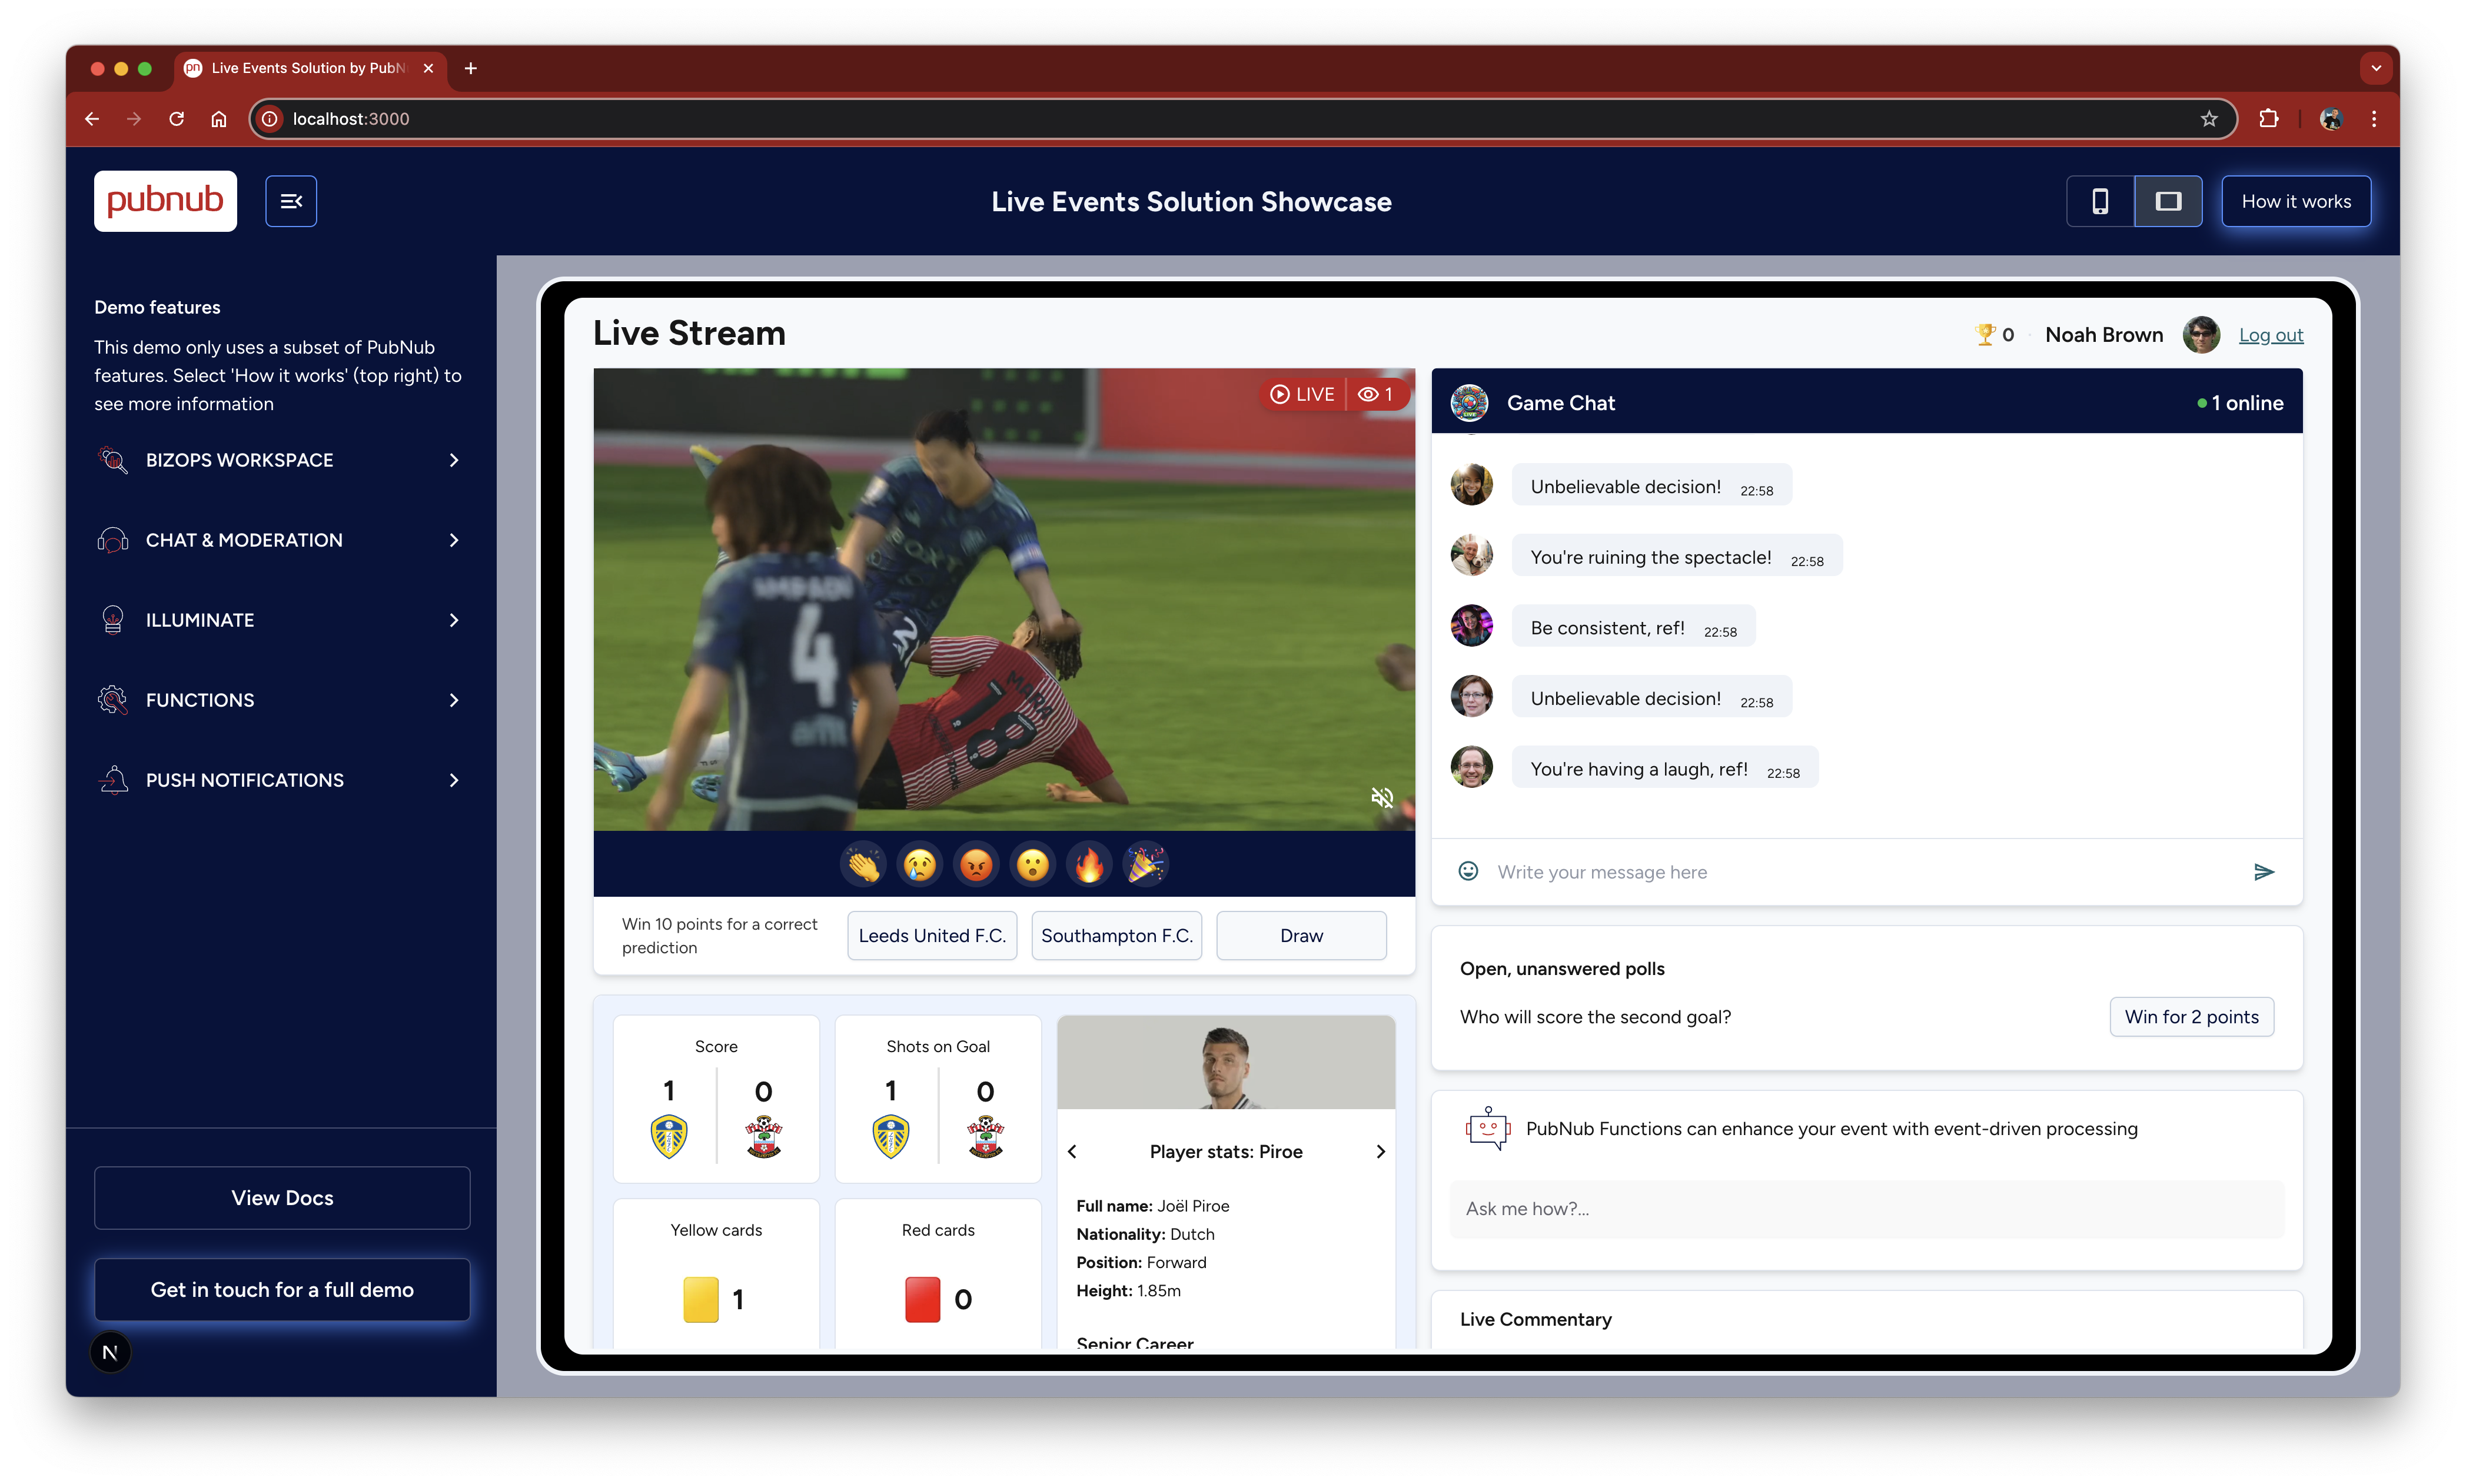 Live Events Solution by PubN
localhost:3000
pubnub
Live Events Solution Showcase
How it works
Demo features
This demo only uses a subset of PubNub
features. Select 'How it works' (top right) to
see more information
BIZOPS WORKSPACE
CHAT & MODERATION
ILLUMINATE
FUNCTIONS
PUSH NOTIFICATIONS
View Docs
Get in touch for a full demo
N
Live Stream
0
Noah Brown
Log out
LIVE
1
AMPADU
4
MARA
18
Win 10 points for a correct
prediction
Leeds United F.C.
Southampton F.C.
Draw
Score
1
0
Shots on Goal
1
0
Yellow cards
1
Red cards
0
Player stats: Piroe
Full name: Joël Piroe
Nationality: Dutch
Position: Forward
Height: 1.85m
Senior Career
Game Chat
1 online
Unbelievable decision! 22:58
You're ruining the spectacle! 22:58
Be consistent, ref! 22:58
Unbelievable decision! 22:58
You're having a laugh, ref! 22:58
Write your message here
Open, unanswered polls
Who will score the second goal?
Win for 2 points
PubNub Functions can enhance your event with event-driven processing
Ask me how?...
Live Commentary